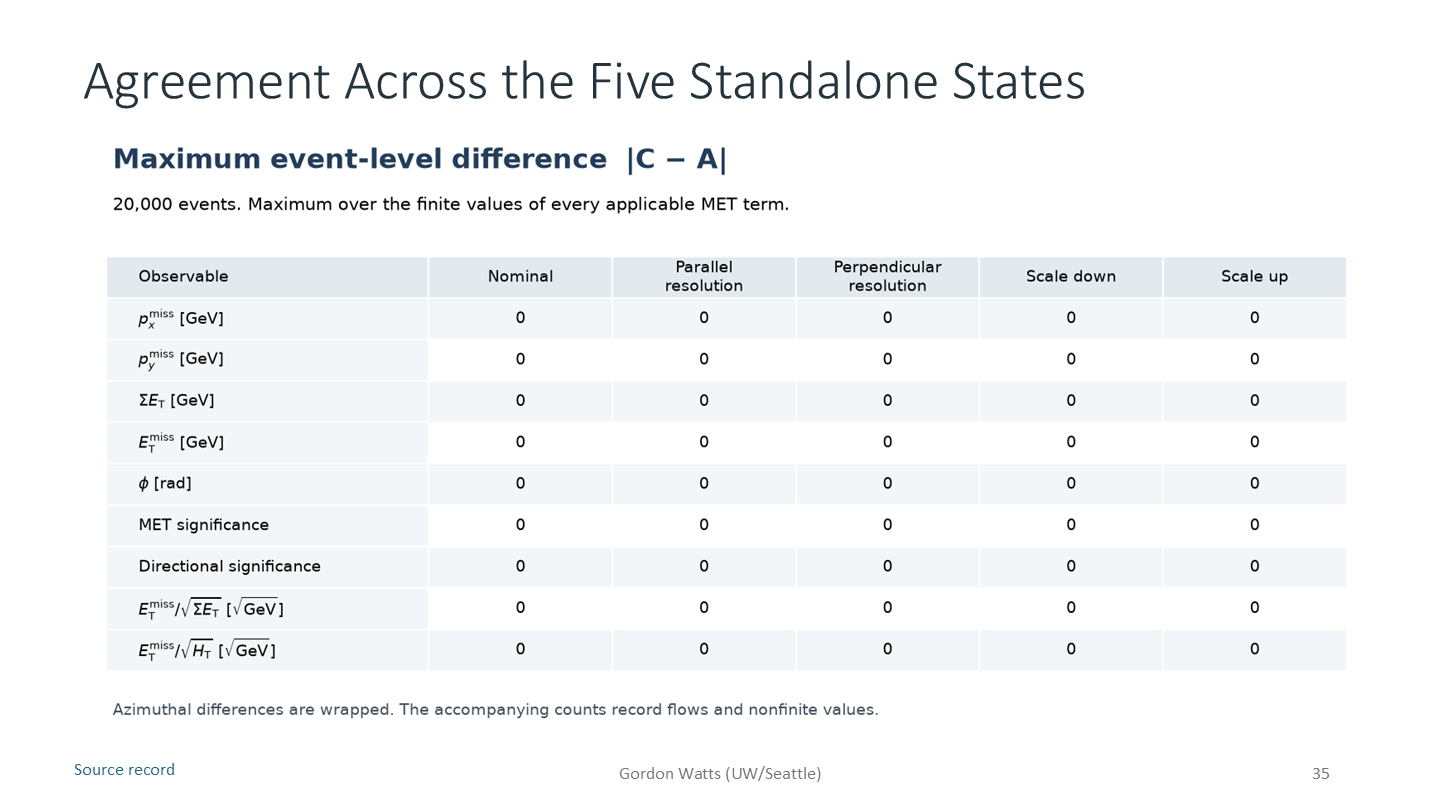 Agreement Across the Five Standalone States
Maximum event-level difference |C − A|
20,000 events. Maximum over the finite values of every applicable MET term.
Observable Nominal Parallel resolution Perpendicular resolution Scale down Scale up
p_x^miss [GeV] 0 0 0 0 0
p_y^miss [GeV] 0 0 0 0 0
ΣE_T [GeV] 0 0 0 0 0
E_T^miss [GeV] 0 0 0 0 0
ϕ [rad] 0 0 0 0 0
MET significance 0 0 0 0 0
Directional significance 0 0 0 0 0
E_T^miss/√ΣE_T [√GeV] 0 0 0 0 0
E_T^miss/√H_T [√GeV] 0 0 0 0 0
Azimuthal differences are wrapped. The accompanying counts record flows and nonfinite values.
Source record
Gordon Watts (UW/Seattle)
35